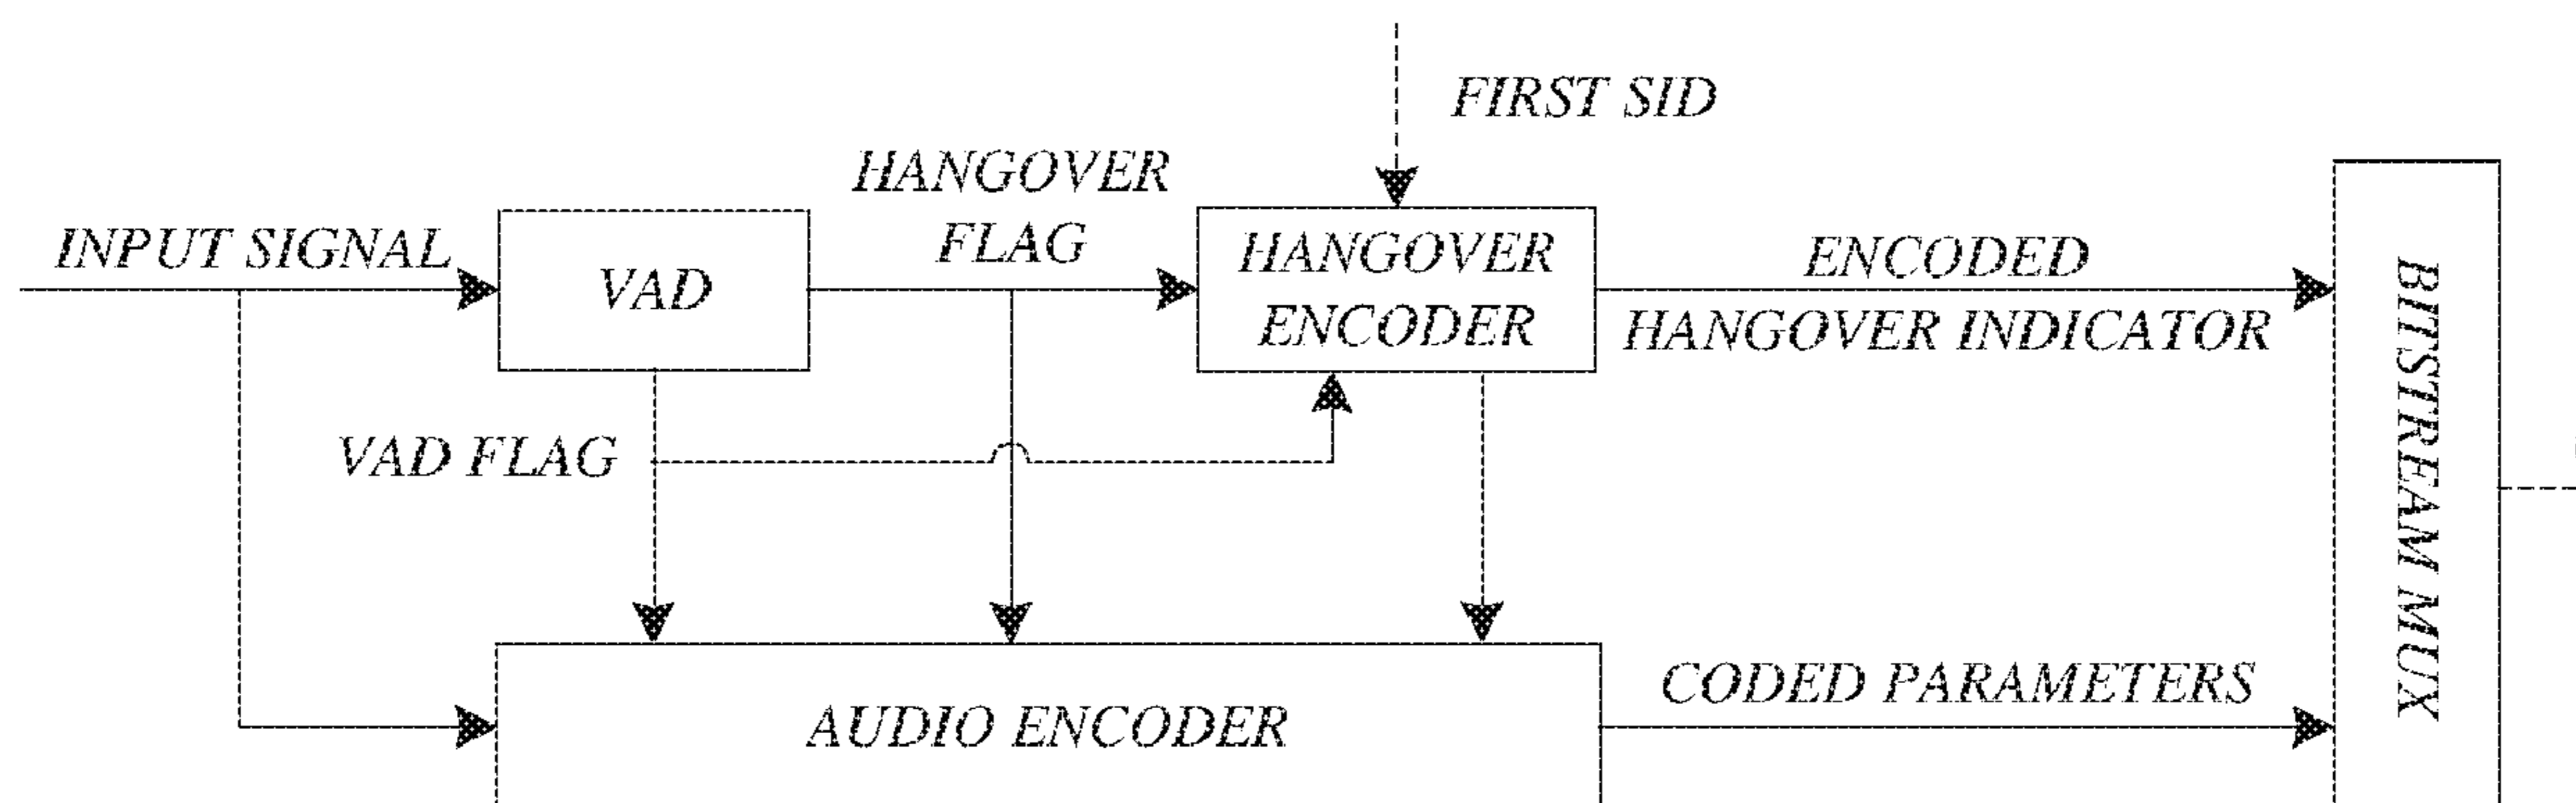 FIRST SID
HANGOVER
FLAG
INPUT SIGNAL
VAD
HANGOVER
ENCODER
ENCODED
HANGOVER INDICATOR
BITSTREAM MUX
VAD FLAG
CODED PARAMETERS
AUDIO ENCODER